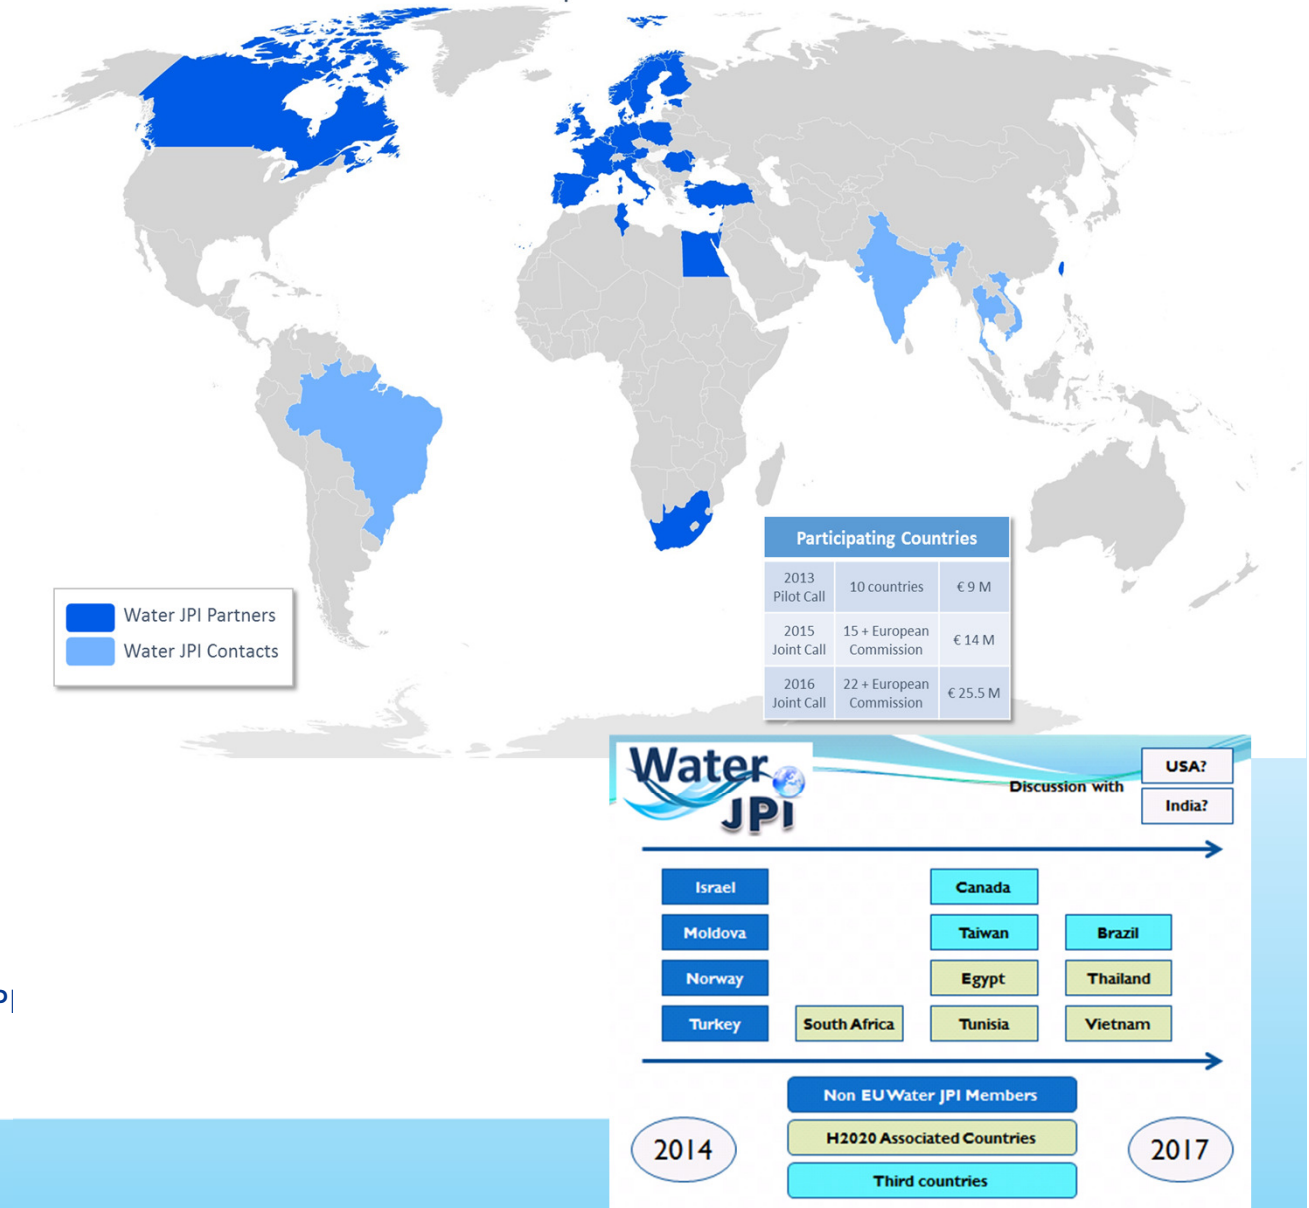 Water JPI Partners
Water JPI Contacts
Participating Countries
2013
Pilot Call
10 countries
€ 9 M
2015
Joint Call
15 + European
Commission
€ 14 M
2016
Joint Call
22 + European
Commission
€ 25.5 M
Water
JPI
Discussion with
USA?
India?
Israel
Canada
Moldova
Taiwan
Brazil
Norway
Egypt
Thailand
Turkey
South Africa
Tunisia
Vietnam
Non EU Water JPI Members
H2020 Associated Countries
Third countries
2014
2017